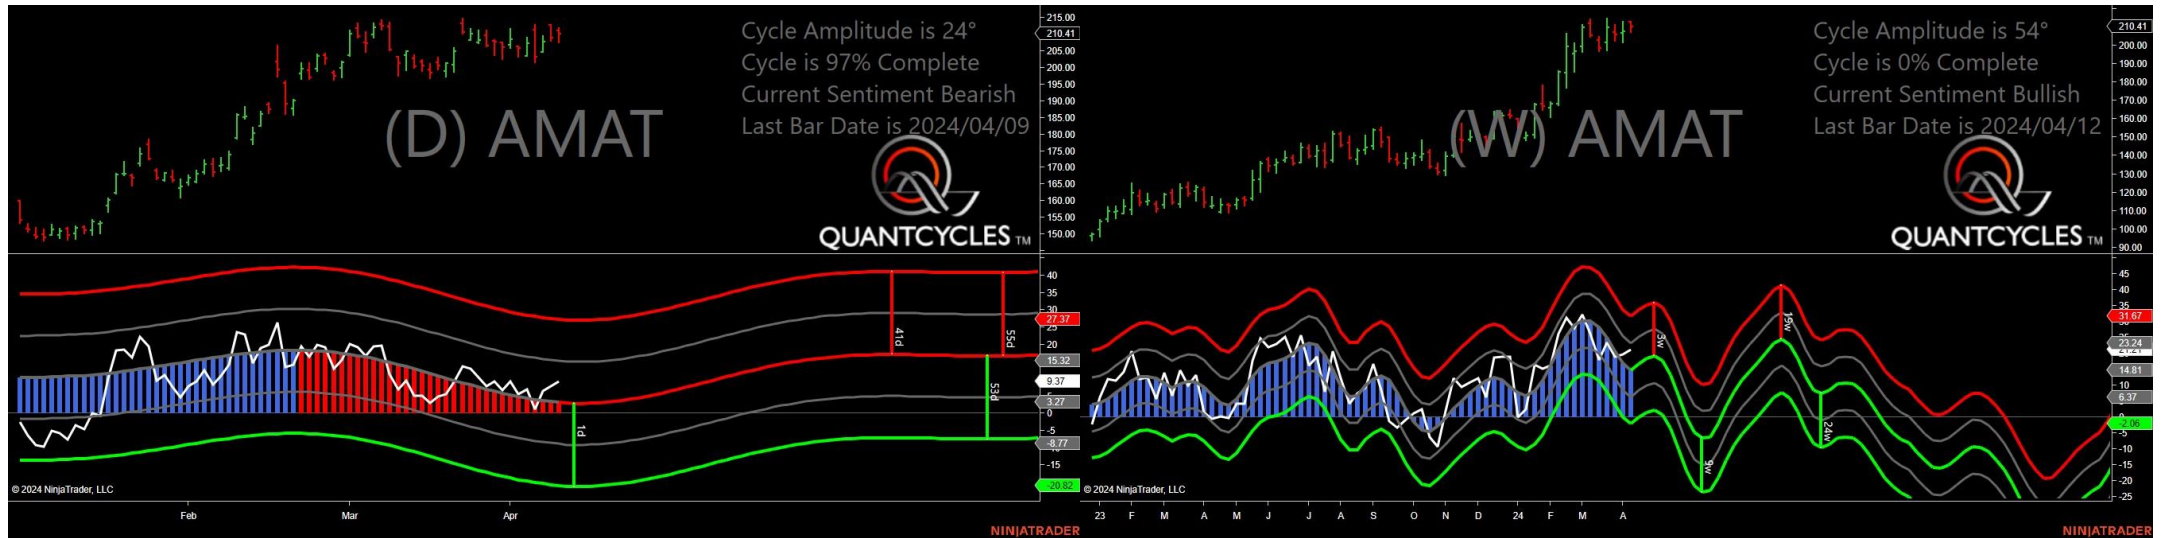 Cycle Amplitude is 24°
Cycle is 97% Complete
Current Sentiment Bearish
Last Bar Date is 2024/04/09
(D) AMAT
QUANTCYCLES TM
215.00
210.41
205.00
200.00
195.00
190.00
185.00
180.00
175.00
170.00
165.00
160.00
155.00
150.00
40
35
30
27.37
25
20
15.32
9.37
3.27
0
-5
-8.77
-15
-20.82
1d
41d
53d
55d
© 2024 NinjaTrader, LLC
Feb
Mar
Apr
NINJATRADER
Cycle Amplitude is 54°
Cycle is 0% Complete
Current Sentiment Bullish
Last Bar Date is 2024/04/12
(W) AMAT
QUANTCYCLES TM
210.41
200.00
190.00
180.00
170.00
160.00
150.00
140.00
130.00
120.00
110.00
100.00
90.00
45
40
35
31.67
23.24
14.81
10
6.37
-2.06
-5
-10
-15
-20
-25
3w
9w
19w
24w
© 2024 NinjaTrader, LLC
23 F M A M J J A S O N D 24 F M A
NINJATRADER